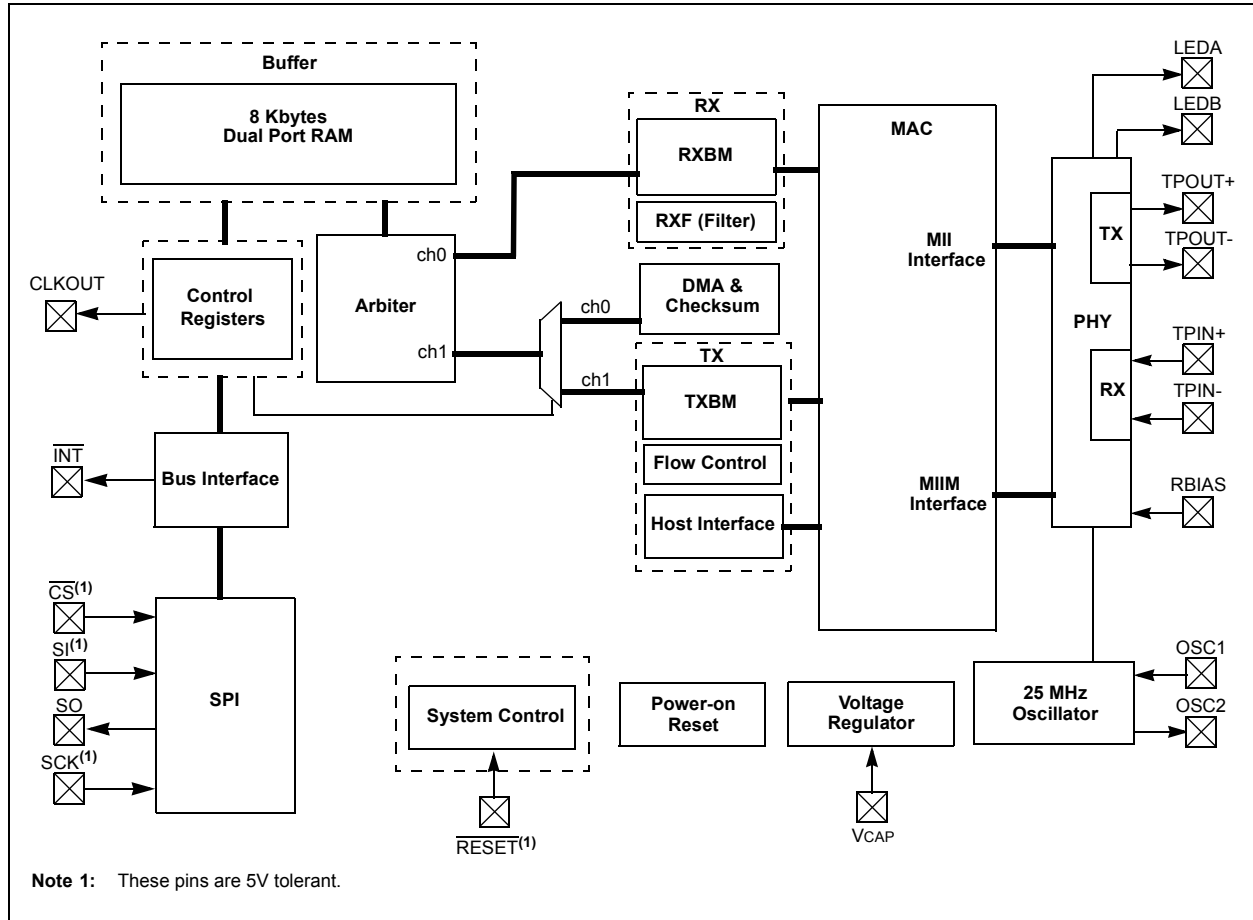 Buffer
8 Kbytes
Dual Port RAM
CLKOUT
Control
Registers
Arbiter
ch0
ch1
ch0
ch1
RX
RXBM
RXF (Filter)
DMA &
Checksum
TX
TXBM
Flow Control
Host Interface
MAC
MII
Interface
MIIM
Interface
PHY
TX
RX
LEDA
LEDB
TPOUT+
TPOUT-
TPIN+
TPIN-
RBIAS
INT
Bus Interface
CS(1)
SI(1)
SO
SCK(1)
SPI
System Control
RESET(1)
Power-on
Reset
Voltage
Regulator
VCAP
25 MHz
Oscillator
OSC1
OSC2
Note 1: These pins are 5V tolerant.